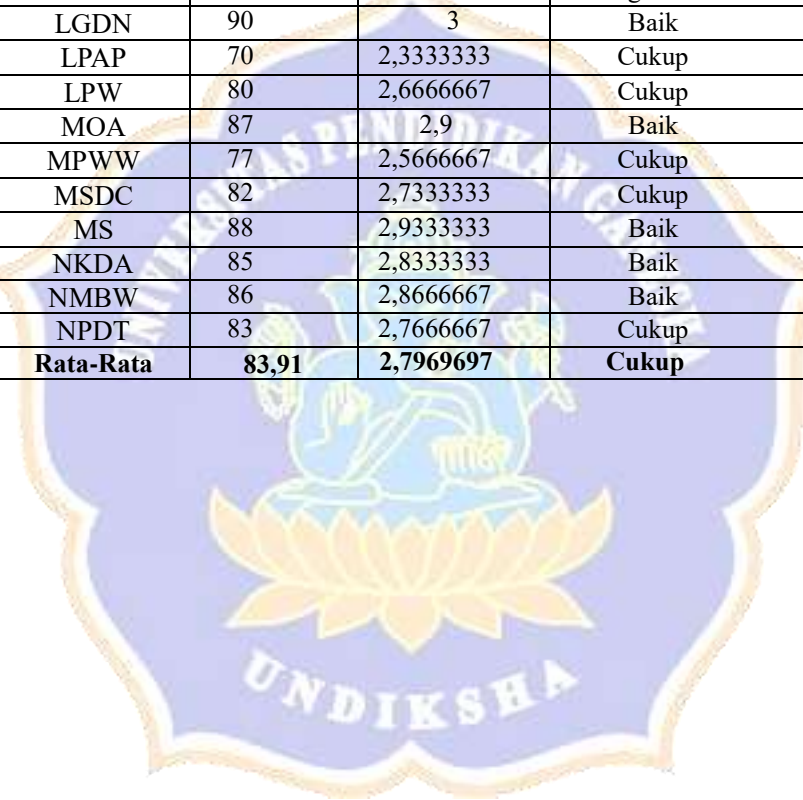 LGDN 90 3 Baik
LPAP 70 2,3333333 Cukup
LPW 80 2,6666667 Cukup
MOA 87 2,9 Baik
MPWW 77 2,5666667 Cukup
MSDC 82 2,7333333 Cukup
MS 88 2,9333333 Baik
NKDA 85 2,8333333 Baik
NMBW 86 2,8666667 Baik
NPDT 83 2,7666667 Cukup
Rata-Rata 83,91 2,7969697 Cukup
UNIVERSITAS PENDIDIKAN GANESHA
UNDIKSHA